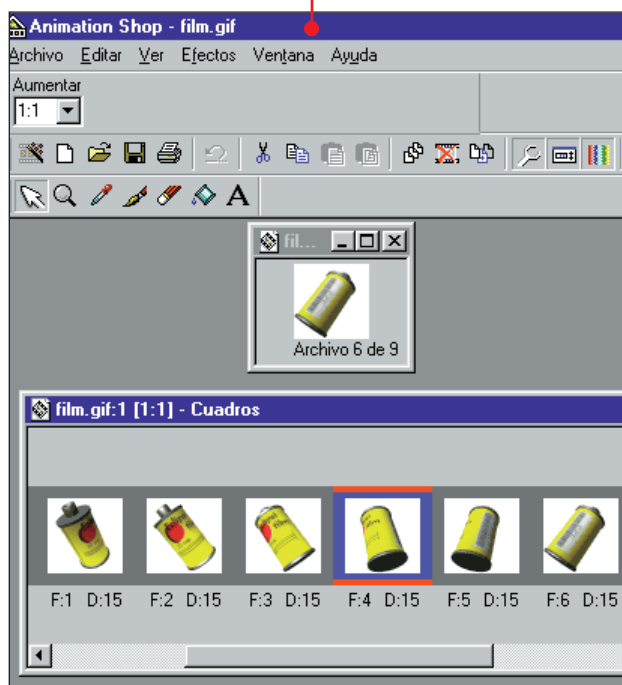 Animation Shop - film.gif
Archivo Editar Ver Efectos Ventana Ayuda
Aumentar
1:1
A
fil...
Archivo 6 de 9
film.gif:1 [1:1] - Cuadros
F:1 D:15 F:2 D:15 F:3 D:15 F:4 D:15 F:5 D:15 F:6 D:15